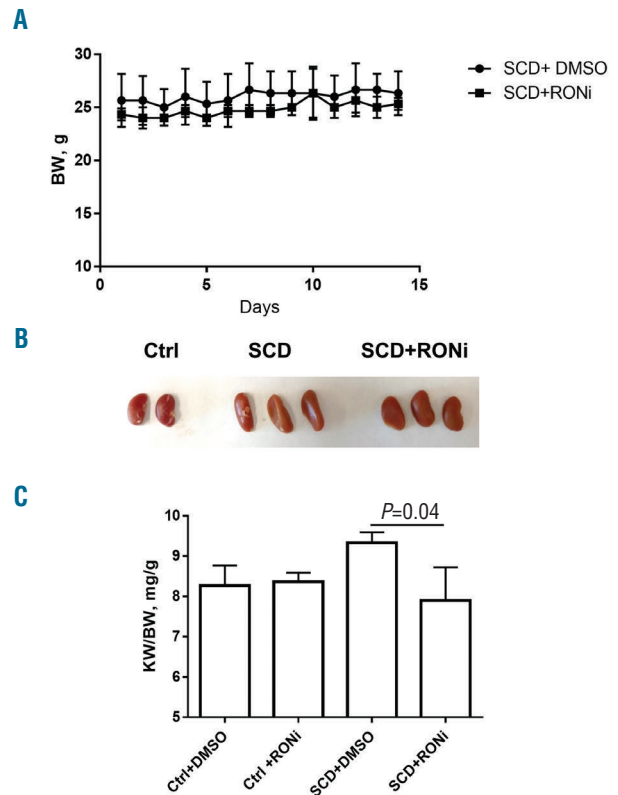 A
30
25
20
15
10
BW, g
0 5 10 15
Days
SCD+ DMSO
SCD+RONi
B
Ctrl SCD SCD+RONi
C
P=0.04
10
9
8
7
6
5
KW/BW, mg/g
Ctrl+DMSO
Ctrl +RONi
SCD+DMSO
SCD+RONi